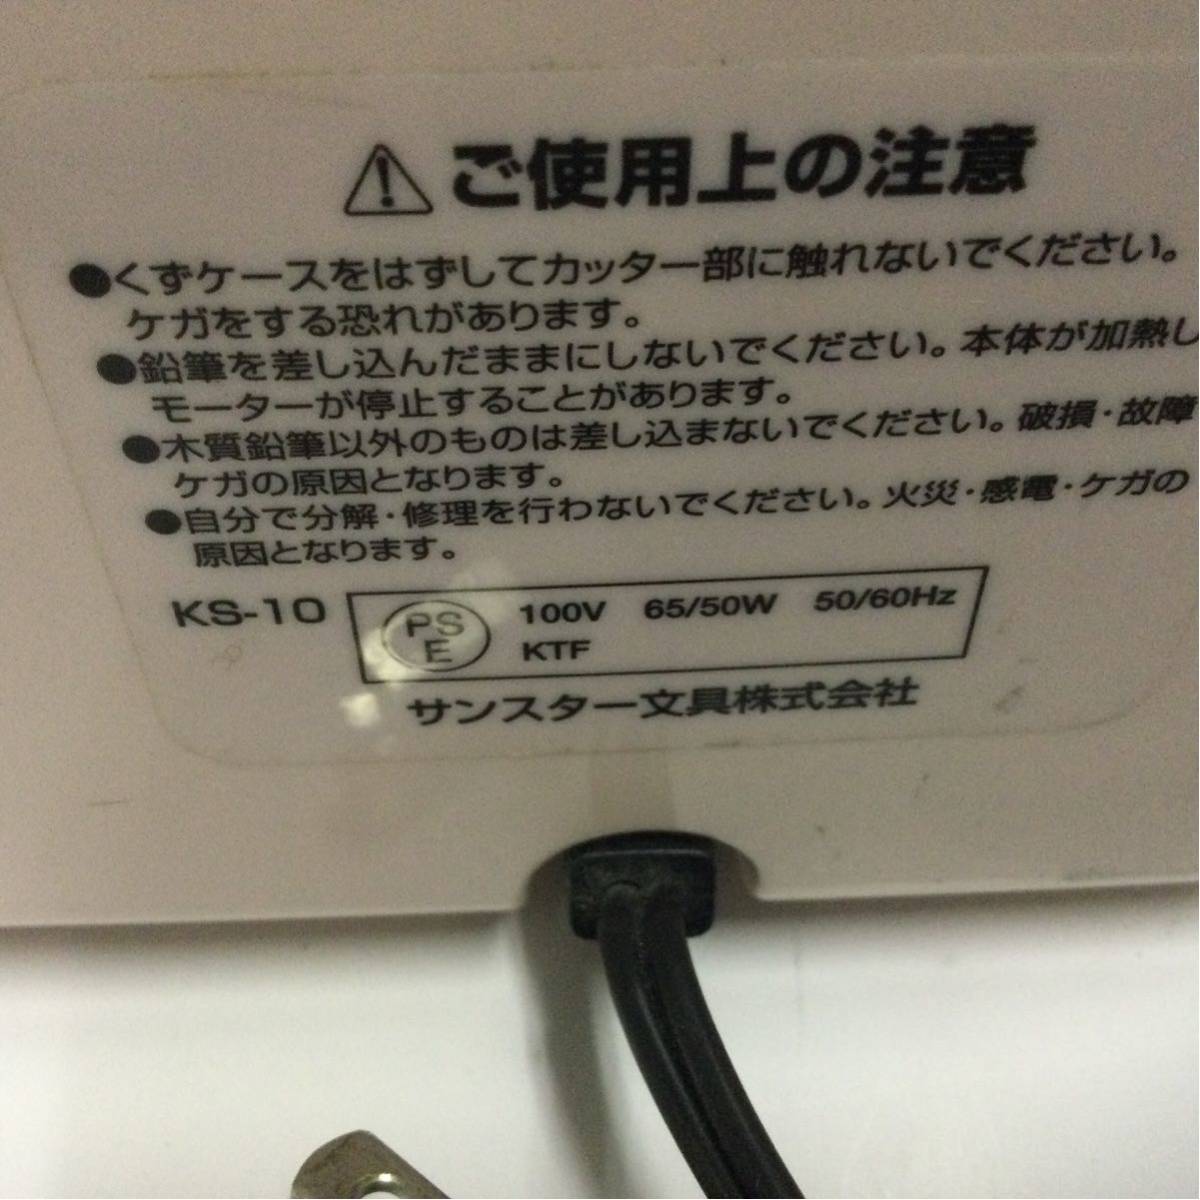 ご使用上の注意
●くずケースをはずしてカッター部に触れないでください。
ケガをする恐れがあります。
●鉛筆を差し込んだままにしないでください。本体が加熱し
モーターが停止することがあります。
●木質鉛筆以外のものは差し込まないでください。破損・故障
ケガの原因となります。
●自分で分解・修理を行わないでください。火災・感電・ケガの
原因となります。
KS-10
PS
E
100V 65/50W 50/60Hz
KTF
サンスター文具株式会社